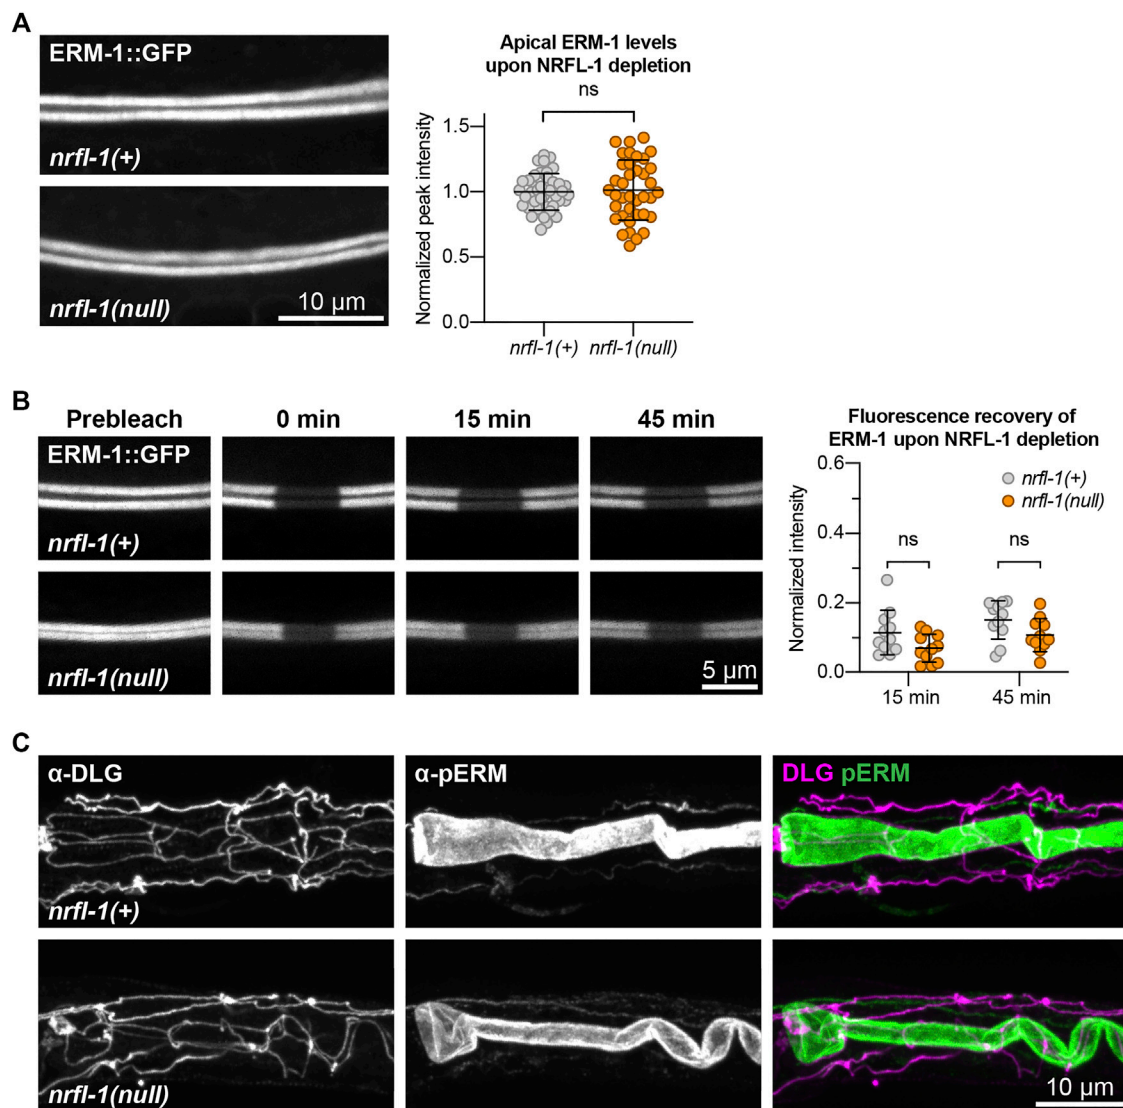 A
ERM-1::GFP
nrfl-1(+)
nrfl-1(null)
10 µm
Apical ERM-1 levels
upon NRFL-1 depletion
ns
Normalized peak intensity
1.5
1.0
0.5
0.0
nrfl-1(+) nrfl-1(null)
B
Prebleach 0 min 15 min 45 min
ERM-1::GFP
nrfl-1(+)
nrfl-1(null)
5 µm
Fluorescence recovery of
ERM-1 upon NRFL-1 depletion
Normalized intensity
0.6
0.4
0.2
0.0
nrfl-1(+)
nrfl-1(null)
ns ns
15 min 45 min
C
α-DLG α-pERM DLG pERM
nrfl-1(+)
nrfl-1(null)
10 µm